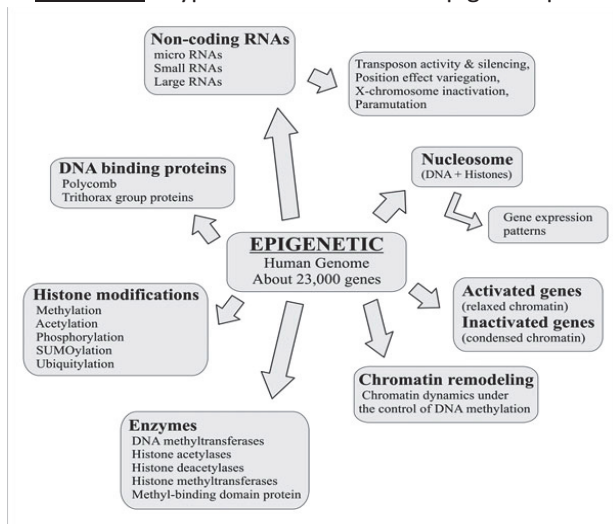 Non-coding RNAs
micro RNAs
Small RNAs
Large RNAs
Transposon activity & silencing,
Position effect variegation,
X-chromosome inactivation,
Paramutation
DNA binding proteins
Polycomb
Trithorax group proteins
Nucleosome
(DNA + Histones)
Gene expression
patterns
EPIGENETIC
Human Genome
About 23,000 genes
Histone modifications
Methylation
Acetylation
Phosphorylation
SUMOylation
Ubiquitylation
Activated genes
(relaxed chromatin)
Inactivated genes
(condensed chromatin)
Chromatin remodeling
Chromatin dynamics under
the control of DNA methylation
Enzymes
DNA methyltransferases
Histone acetylases
Histone deacetylases
Histone methyltransferases
Methyl-binding domain protein